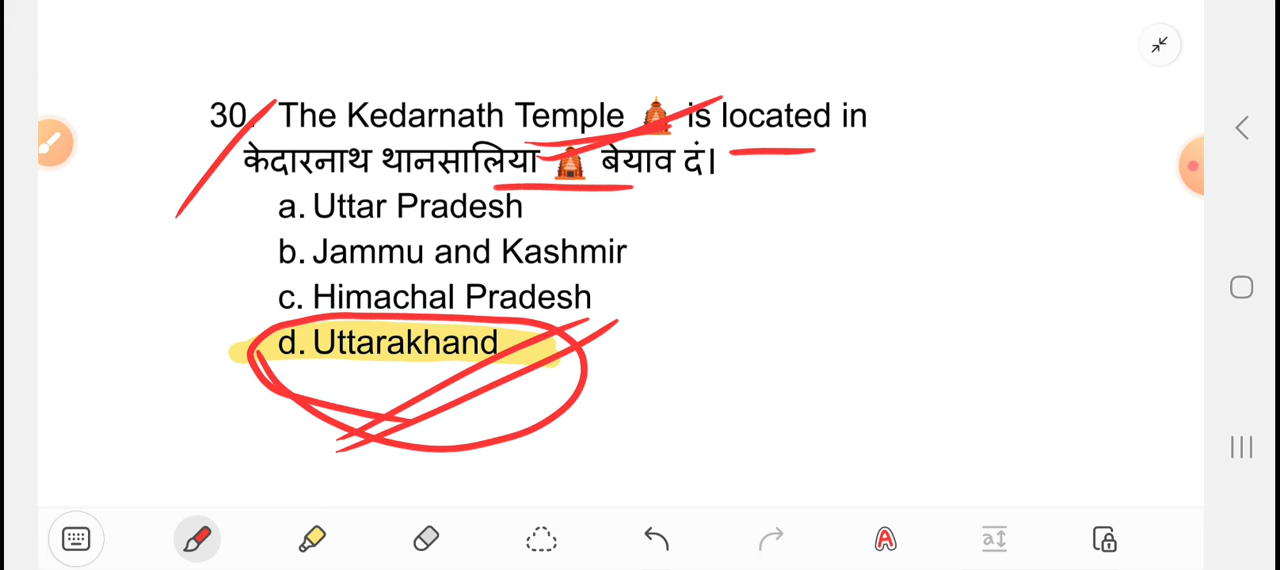 30. The Kedarnath Temple 🛕 is located in
केदारनाथ थानसालिया 🛕 बेयाव दं।
a. Uttar Pradesh
b. Jammu and Kashmir
c. Himachal Pradesh
d. Uttarakhand